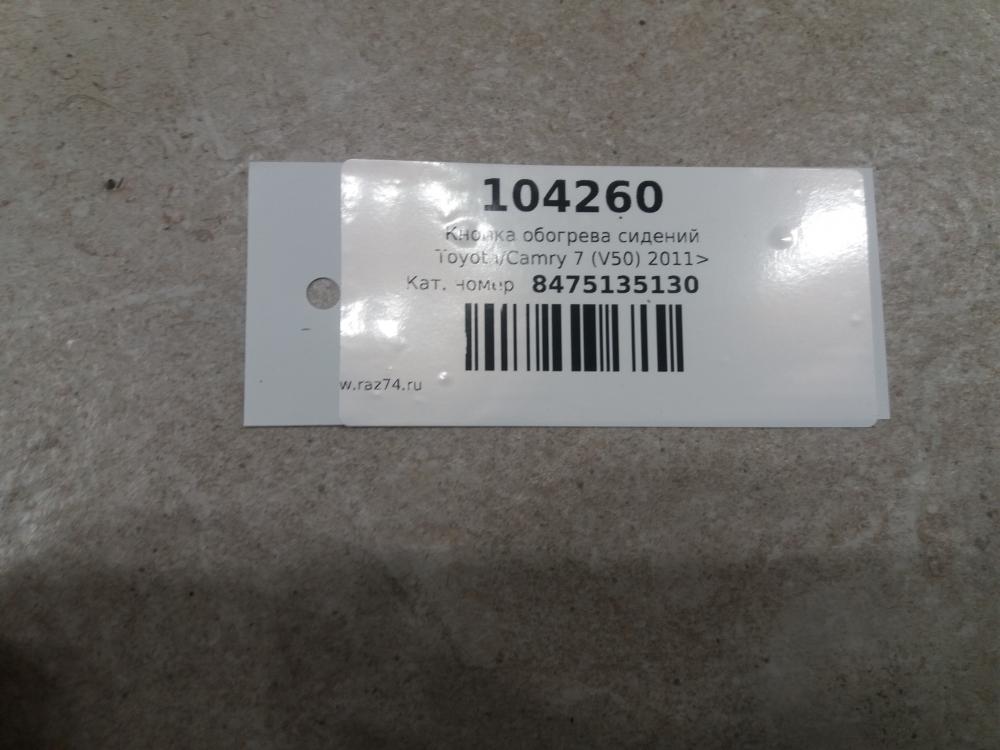 104260
Кнопка обогрева сидений
Toyota/Camry 7 (V50) 2011>
Кат. номер 8475135130
w.raz74.ru